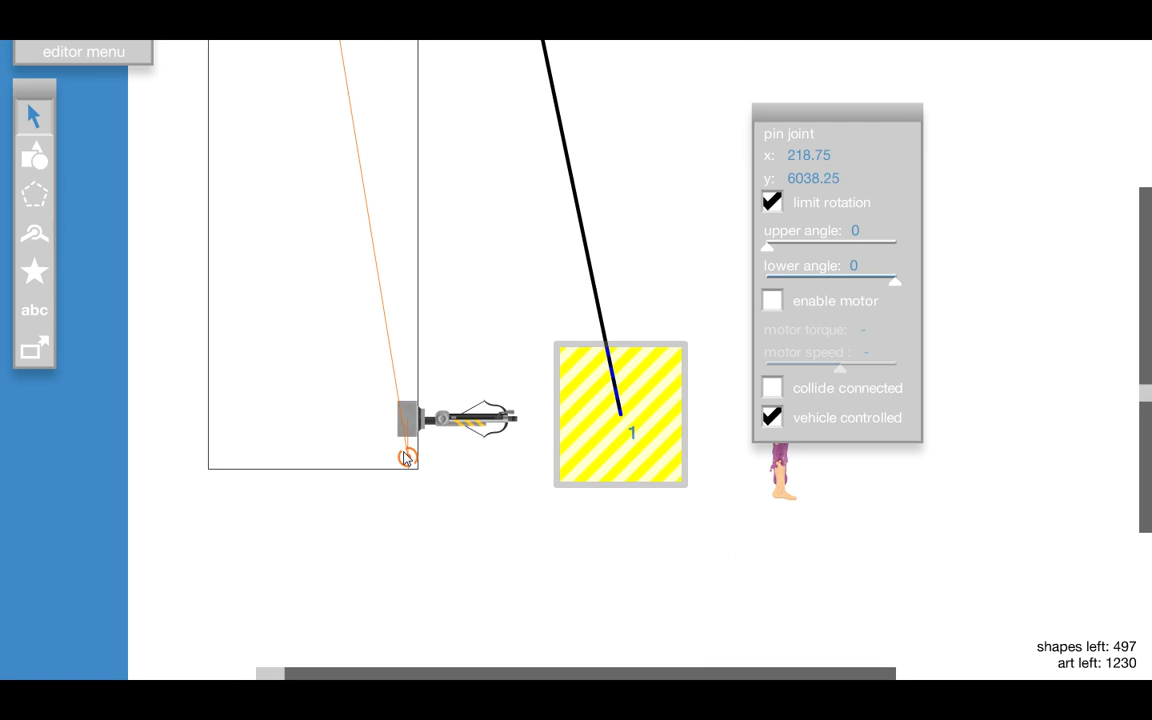 editor menu
abc
pin joint
x: 218.75
y: 6038.25
limit rotation
upper angle: 0
lower angle: 0
enable motor
motor torque: -
motor speed : -
collide connected
vehicle controlled
1
shapes left: 497
art left: 1230